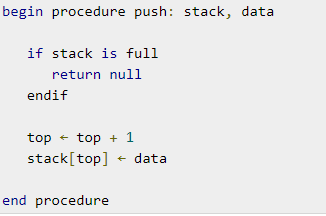 begin procedure push: stack, data
if stack is full
return null
endif
top ← top + 1
stack[top] ← data
end procedure